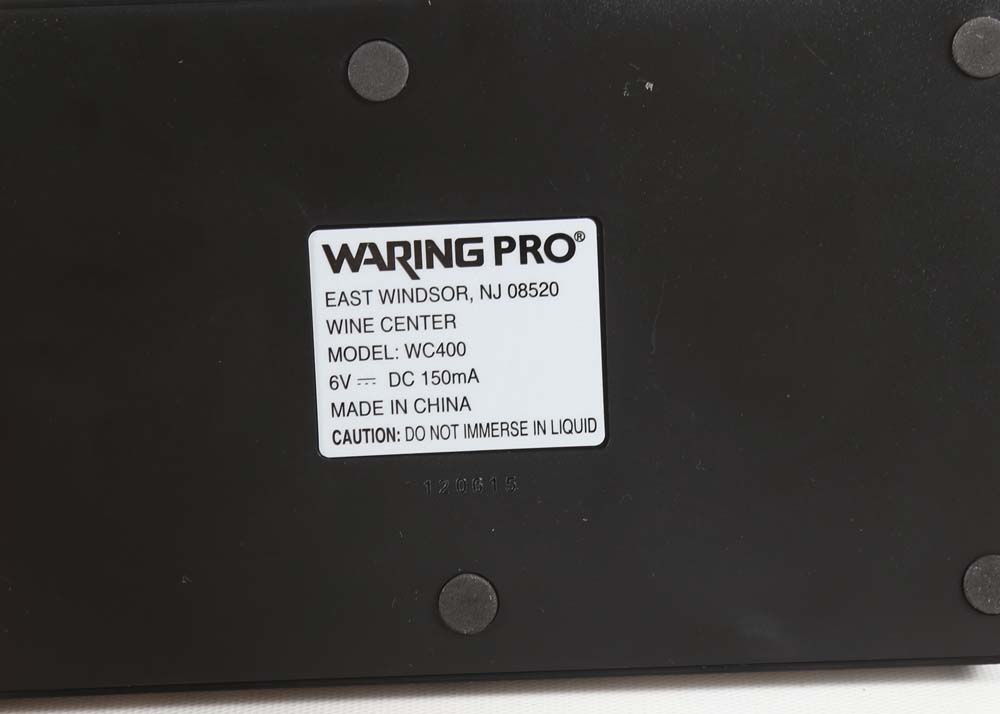 WARING PRO®
EAST WINDSOR, NJ 08520
WINE CENTER
MODEL: WC400
6V ⎓ DC 150mA
MADE IN CHINA
CAUTION: DO NOT IMMERSE IN LIQUID
120615